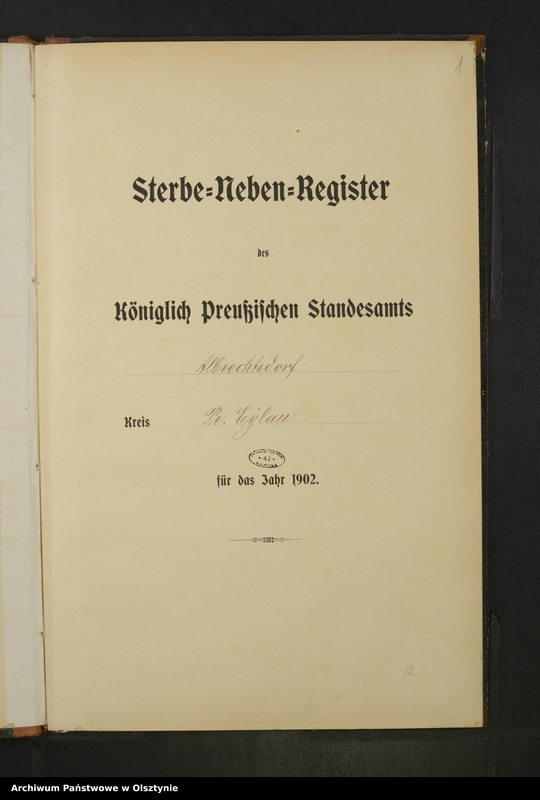 1
Sterbe=Neben=Register
des
Königlich Preußischen Standesamts
Albrechtsdorf
Kreis Pr. Eylau
42
für das Jahr 1902.
12
Archiwum Państwowe w Olsztynie